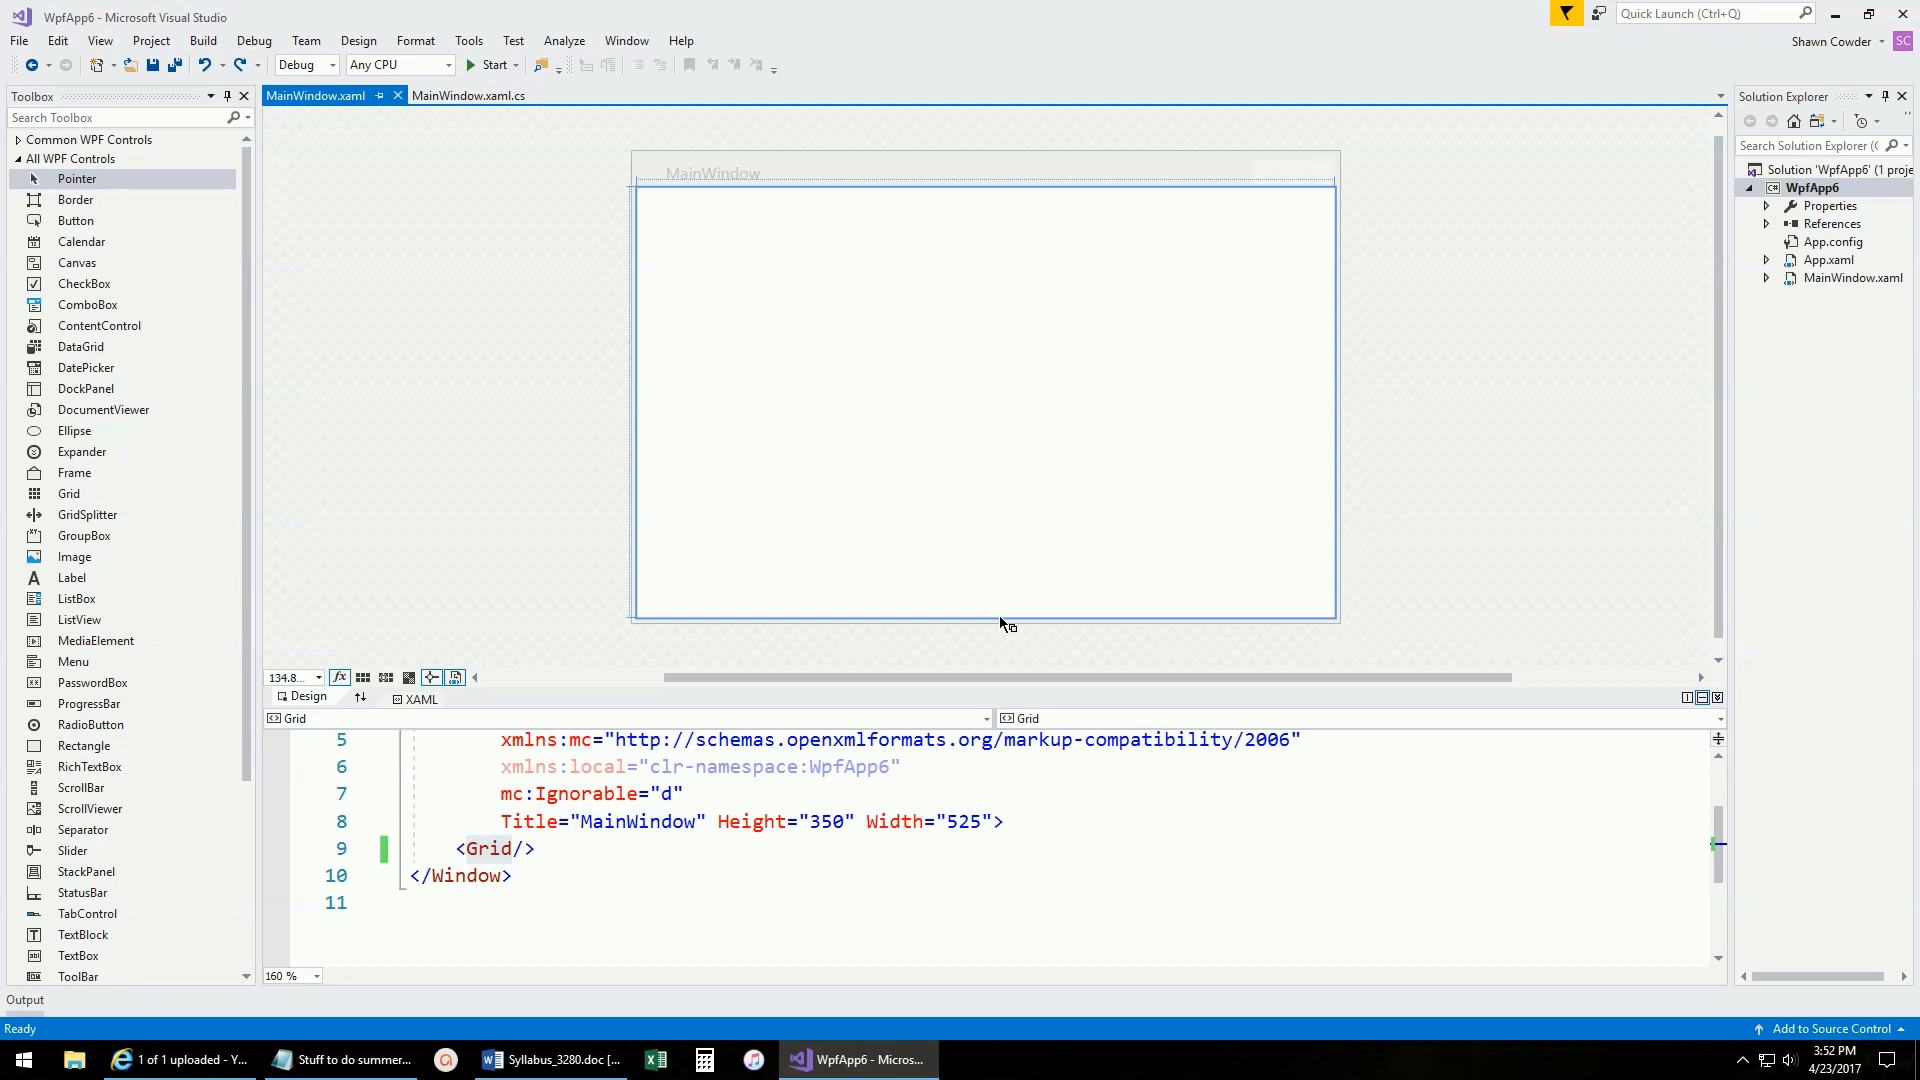 WpfApp6 - Microsoft Visual Studio
Quick Launch (Ctrl+Q)
File Edit View Project Build Debug Team Design Format Tools Test Analyze Window Help
Shawn Cowder SC
Debug Any CPU Start
Toolbox
MainWindow.xaml MainWindow.xaml.cs
Solution Explorer
Search Toolbox
Common WPF Controls
All WPF Controls
Pointer
Border
Button
Calendar
Canvas
CheckBox
ComboBox
ContentControl
DataGrid
DatePicker
DockPanel
DocumentViewer
Ellipse
Expander
Frame
Grid
GridSplitter
GroupBox
Image
Label
ListBox
ListView
MediaElement
Menu
PasswordBox
ProgressBar
RadioButton
Rectangle
RichTextBox
ScrollBar
ScrollViewer
Separator
Slider
StackPanel
StatusBar
TabControl
TextBlock
TextBox
ToolBar
MainWindow
134.8...
Design XAML
Grid Grid
5 xmlns:mc="http://schemas.openxmlformats.org/markup-compatibility/2006"
6 xmlns:local="clr-namespace:WpfApp6"
7 mc:Ignorable="d"
8 Title="MainWindow" Height="350" Width="525">
9 <Grid/>
10 </Window>
11
160 %
Search Solution Explorer (
Solution 'WpfApp6' (1 proje
WpfApp6
Properties
References
App.config
App.xaml
MainWindow.xaml
Output
Ready
Add to Source Control
1 of 1 uploaded - Y...
Stuff to do summer...
Syllabus_3280.doc [...
WpfApp6 - Micros...
3:52 PM
4/23/2017